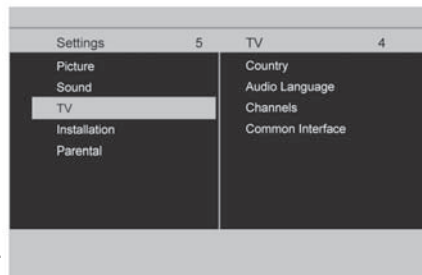 Settings 5 TV 4
Picture Country
Sound Audio Language
TV Channels
Installation Common Interface
Parental